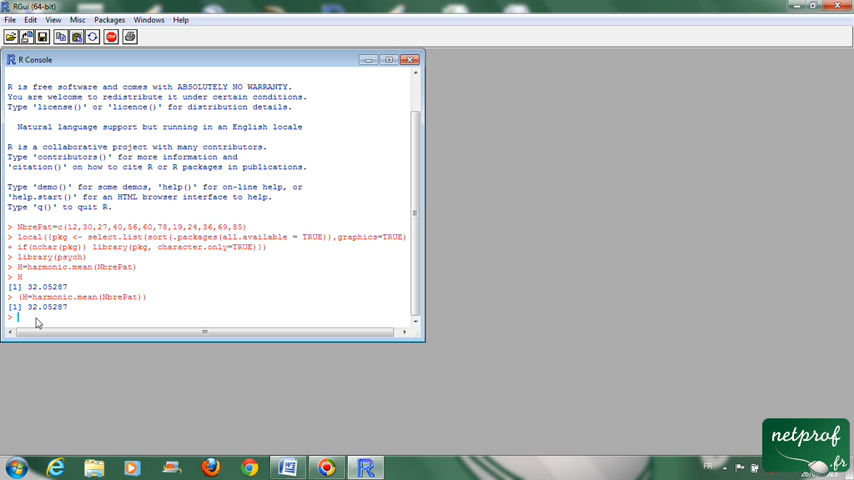 RGui (64-bit)
File Edit View Misc Packages Windows Help
STOP
R Console
R is free software and comes with ABSOLUTELY NO WARRANTY.
You are welcome to redistribute it under certain conditions.
Type 'license()' or 'licence()' for distribution details.
Natural language support but running in an English locale
R is a collaborative project with many contributors.
Type 'contributors()' for more information and
'citation()' on how to cite R or R packages in publications.
Type 'demo()' for some demos, 'help()' for on-line help, or
'help.start()' for an HTML browser interface to help.
Type 'q()' to quit R.
> NbrePat=c(12,30,27,40,56,60,78,19,24,36,69,85)
> local({pkg <- select.list(sort(.packages(all.available = TRUE)),graphics=TRUE)
+ if(nchar(pkg)) library(pkg, character.only=TRUE)})
> library(psych)
> H=harmonic.mean(NbrePat)
> H
[1] 32.05287
> (H=harmonic.mean(NbrePat))
[1] 32.05287
>
netprof
.fr
FR